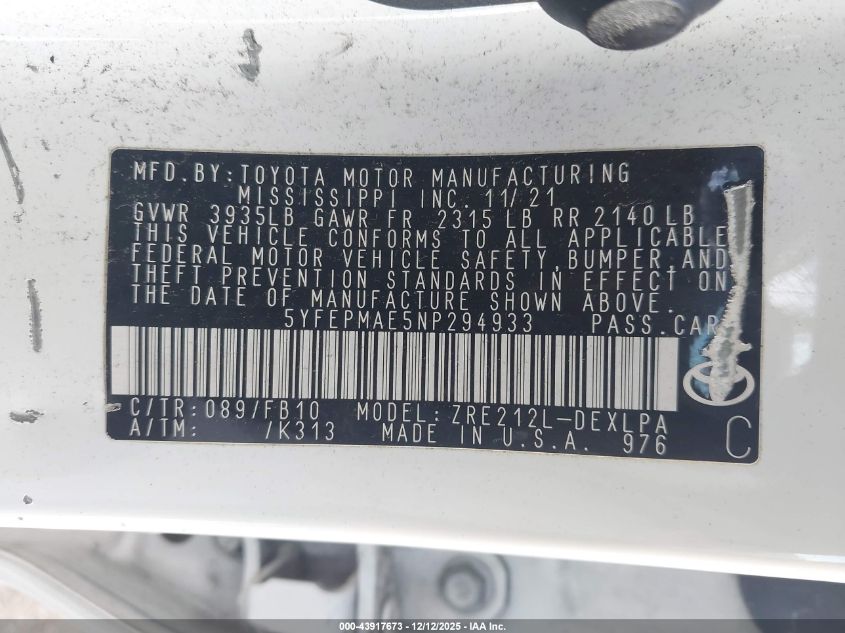 MFD. BY: TOYOTA MOTOR MANUFACTURING
MISSISSIPPI INC. 11/21
GVWR 3935LB GAWR FR 2315 LB RR 2140 LB
THIS VEHICLE CONFORMS TO ALL APPLICABLE
FEDERAL MOTOR VEHICLE SAFETY, BUMPER, AND
THEFT PREVENTION STANDARDS IN EFFECT ON
THE DATE OF MANUFACTURE SHOWN ABOVE.
5YFEPMAE5NP294933 PASS. CAR
C/TR: 089/FB10 MODEL: ZRE212L-DEXLPA
A/TM: /K313 MADE IN U.S.A. 976
C
000-43917673 - 12/12/2025 - IAA Inc.